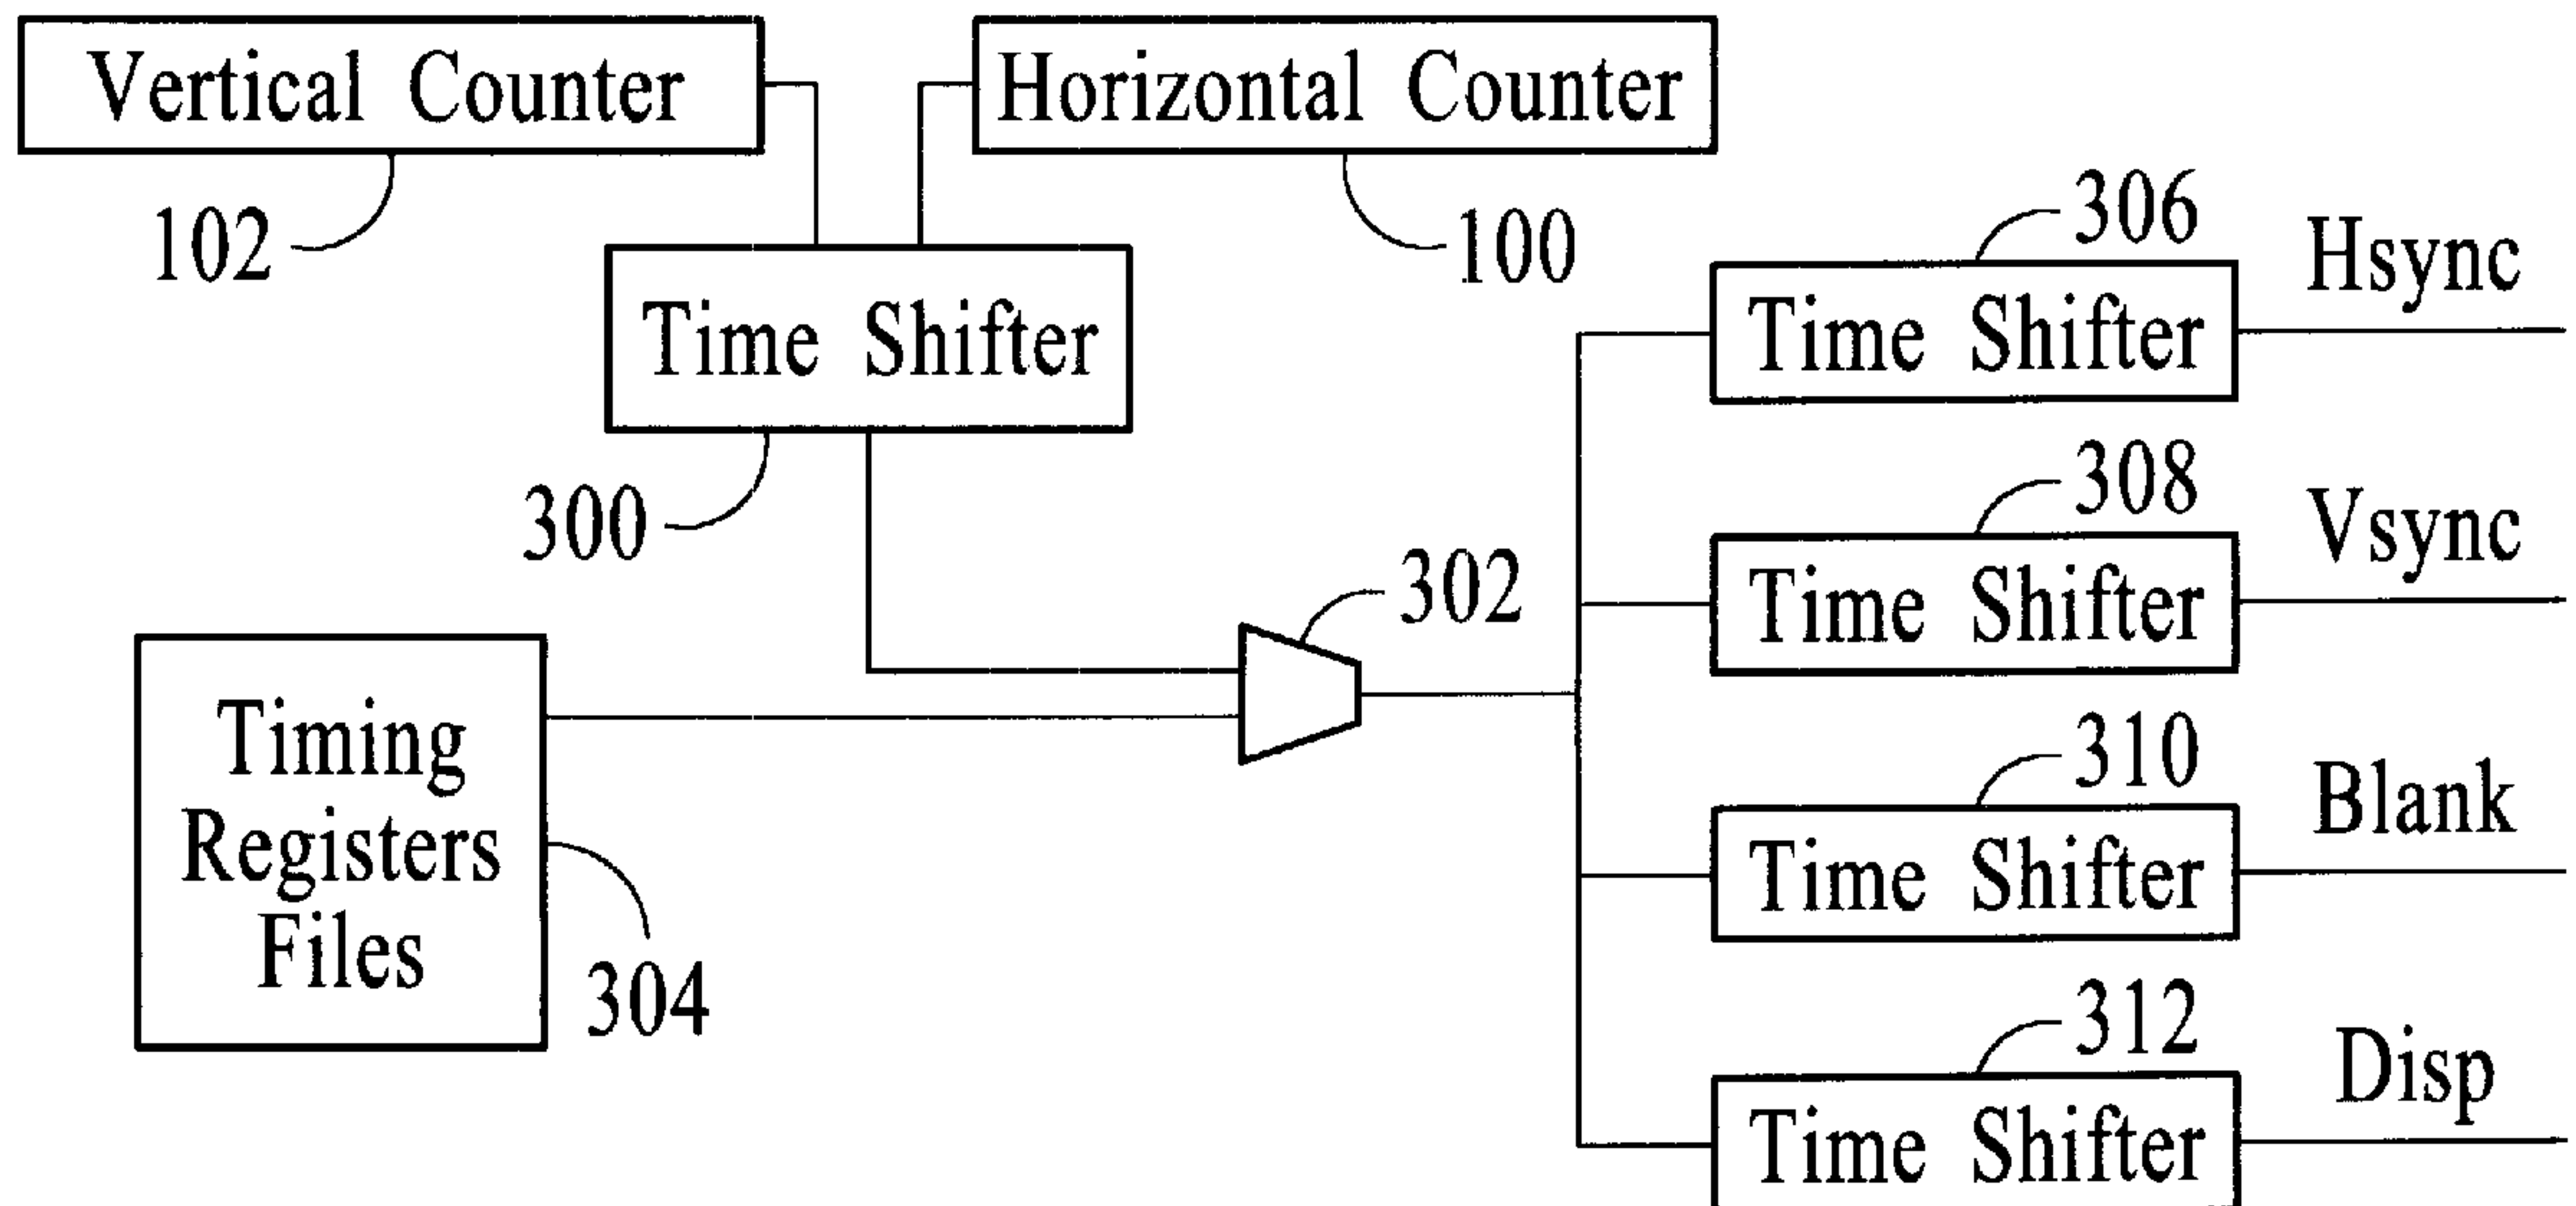 Vertical Counter
Horizontal Counter
102
100
Time Shifter
300
306
Hsync
Time Shifter
308
Vsync
Time Shifter
302
Timing
Registers
Files
304
310
Blank
Time Shifter
312
Disp
Time Shifter